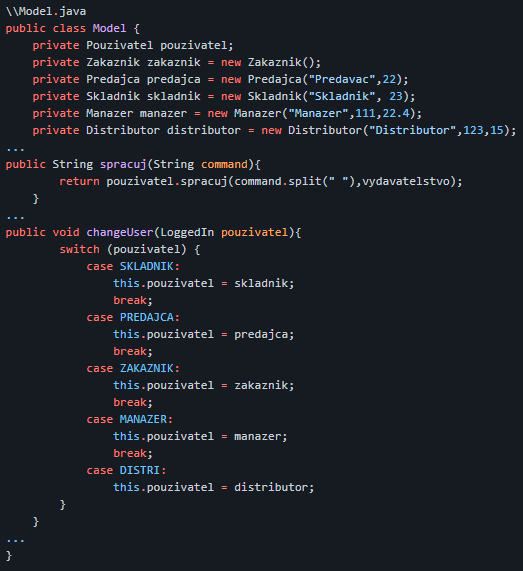 \\Model.java
public class Model {
    private Pouzivatel pouzivatel;
    private Zakaznik zakaznik = new Zakaznik();
    private Predajca predajca = new Predajca("Predavac",22);
    private Skladnik skladnik = new Skladnik("Skladnik", 23);
    private Manazer manazer = new Manazer("Manazer",111,22.4);
    private Distributor distributor = new Distributor("Distributor",123,15);
...
public String spracuj(String command){
        return pouzivatel.spracuj(command.split(" "),vydavatelstvo);
    }
...
public void changeUser(LoggedIn pouzivatel){
        switch (pouzivatel) {
            case SKLADNIK:
                this.pouzivatel = skladnik;
                break;
            case PREDAJCA:
                this.pouzivatel = predajca;
                break;
            case ZAKAZNIK:
                this.pouzivatel = zakaznik;
                break;
            case MANAZER:
                this.pouzivatel = manazer;
                break;
            case DISTRI:
                this.pouzivatel = distributor;
        }
    }
...
}